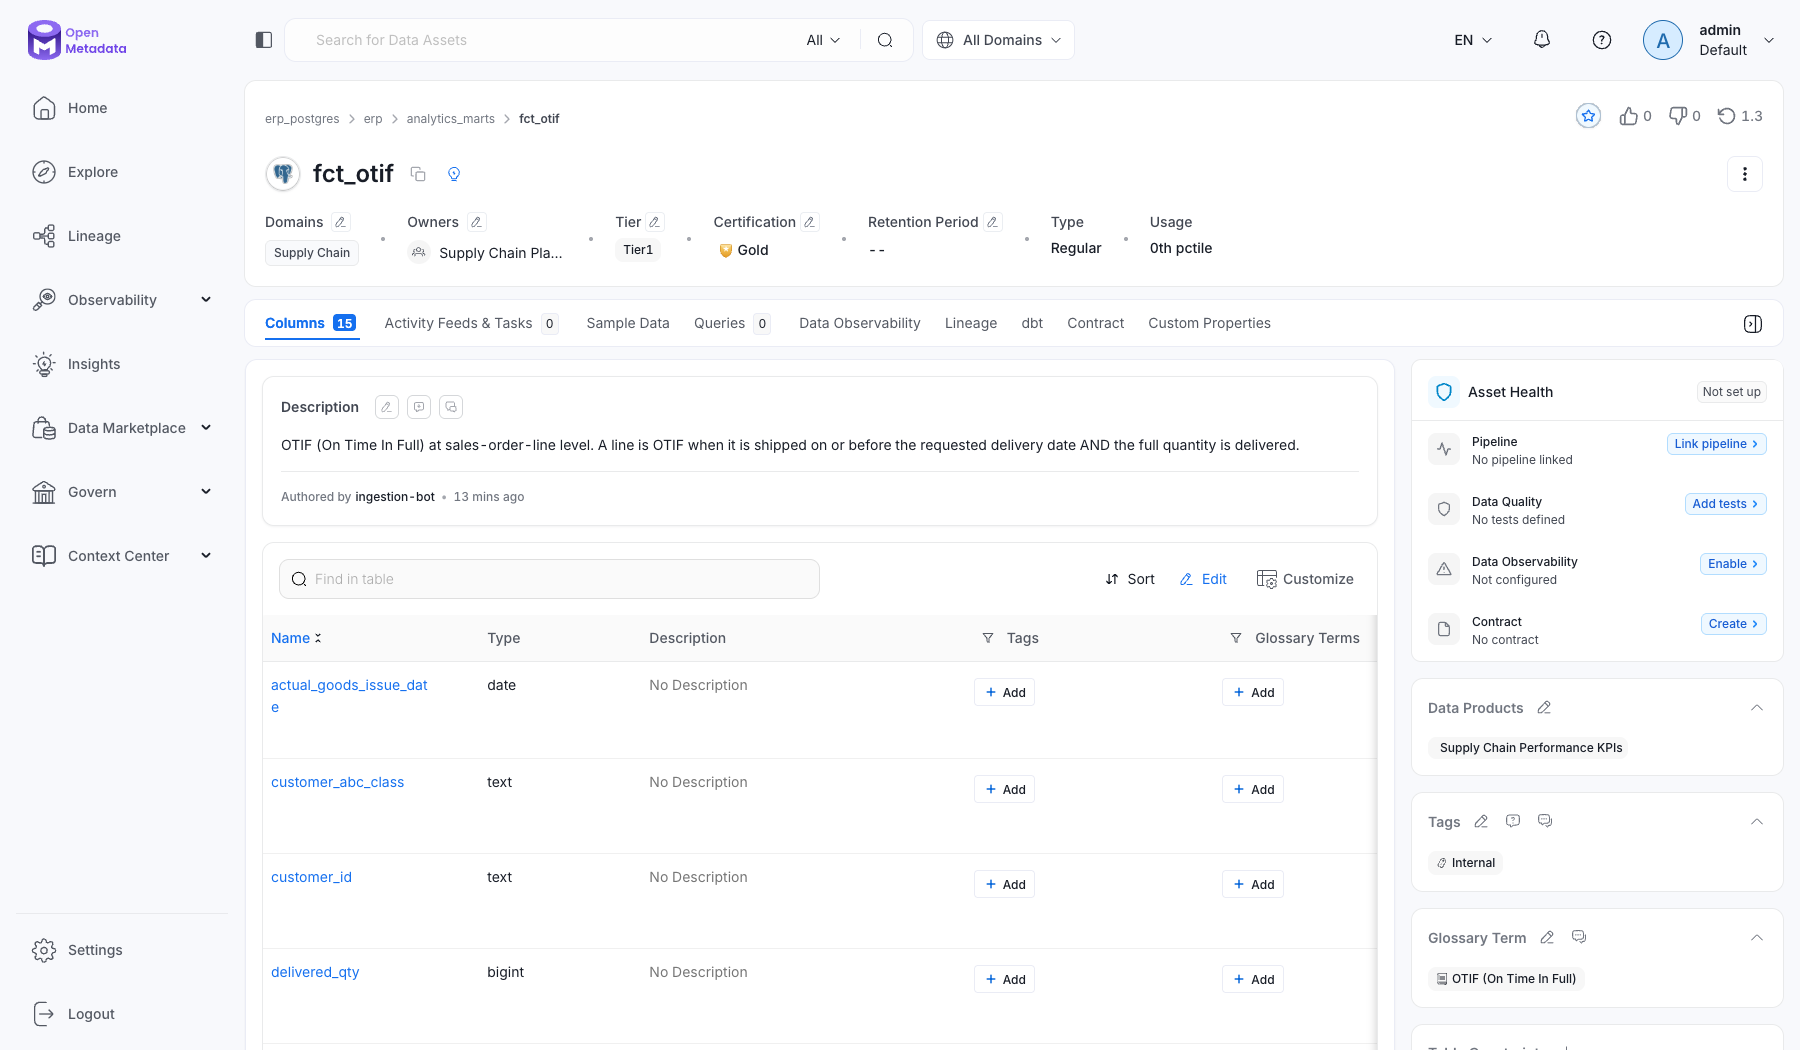 Open
Metadata
Search for Data Assets
All
All Domains
EN
A
admin
Default
Home
Explore
Lineage
Observability
Insights
Data Marketplace
Govern
Context Center
Settings
Logout
erp_postgres
erp
analytics_marts
fct_otif
0
0
1.3
fct_otif
Domains
Supply Chain
Owners
Supply Chain Pla...
Tier
Tier1
Certification
Gold
Retention Period
--
Type
Regular
Usage
0th pctile
Columns 15
Activity Feeds & Tasks 0
Sample Data
Queries 0
Data Observability
Lineage
dbt
Contract
Custom Properties
Description
OTIF (On Time In Full) at sales-order-line level. A line is OTIF when it is shipped on or before the requested delivery date AND the full quantity is delivered.
Authored by ingestion-bot • 13 mins ago
Find in table
Sort
Edit
Customize
Name Type Description Tags Glossary Terms
actual_goods_issue_dat
e
date No Description Add Add
customer_abc_class text No Description Add Add
customer_id text No Description Add Add
delivered_qty bigint No Description Add Add
Asset Health
Not set up
Pipeline
No pipeline linked
Link pipeline
Data Quality
No tests defined
Add tests
Data Observability
Not configured
Enable
Contract
No contract
Create
Data Products
Supply Chain Performance KPIs
Tags
Internal
Glossary Term
OTIF (On Time In Full)